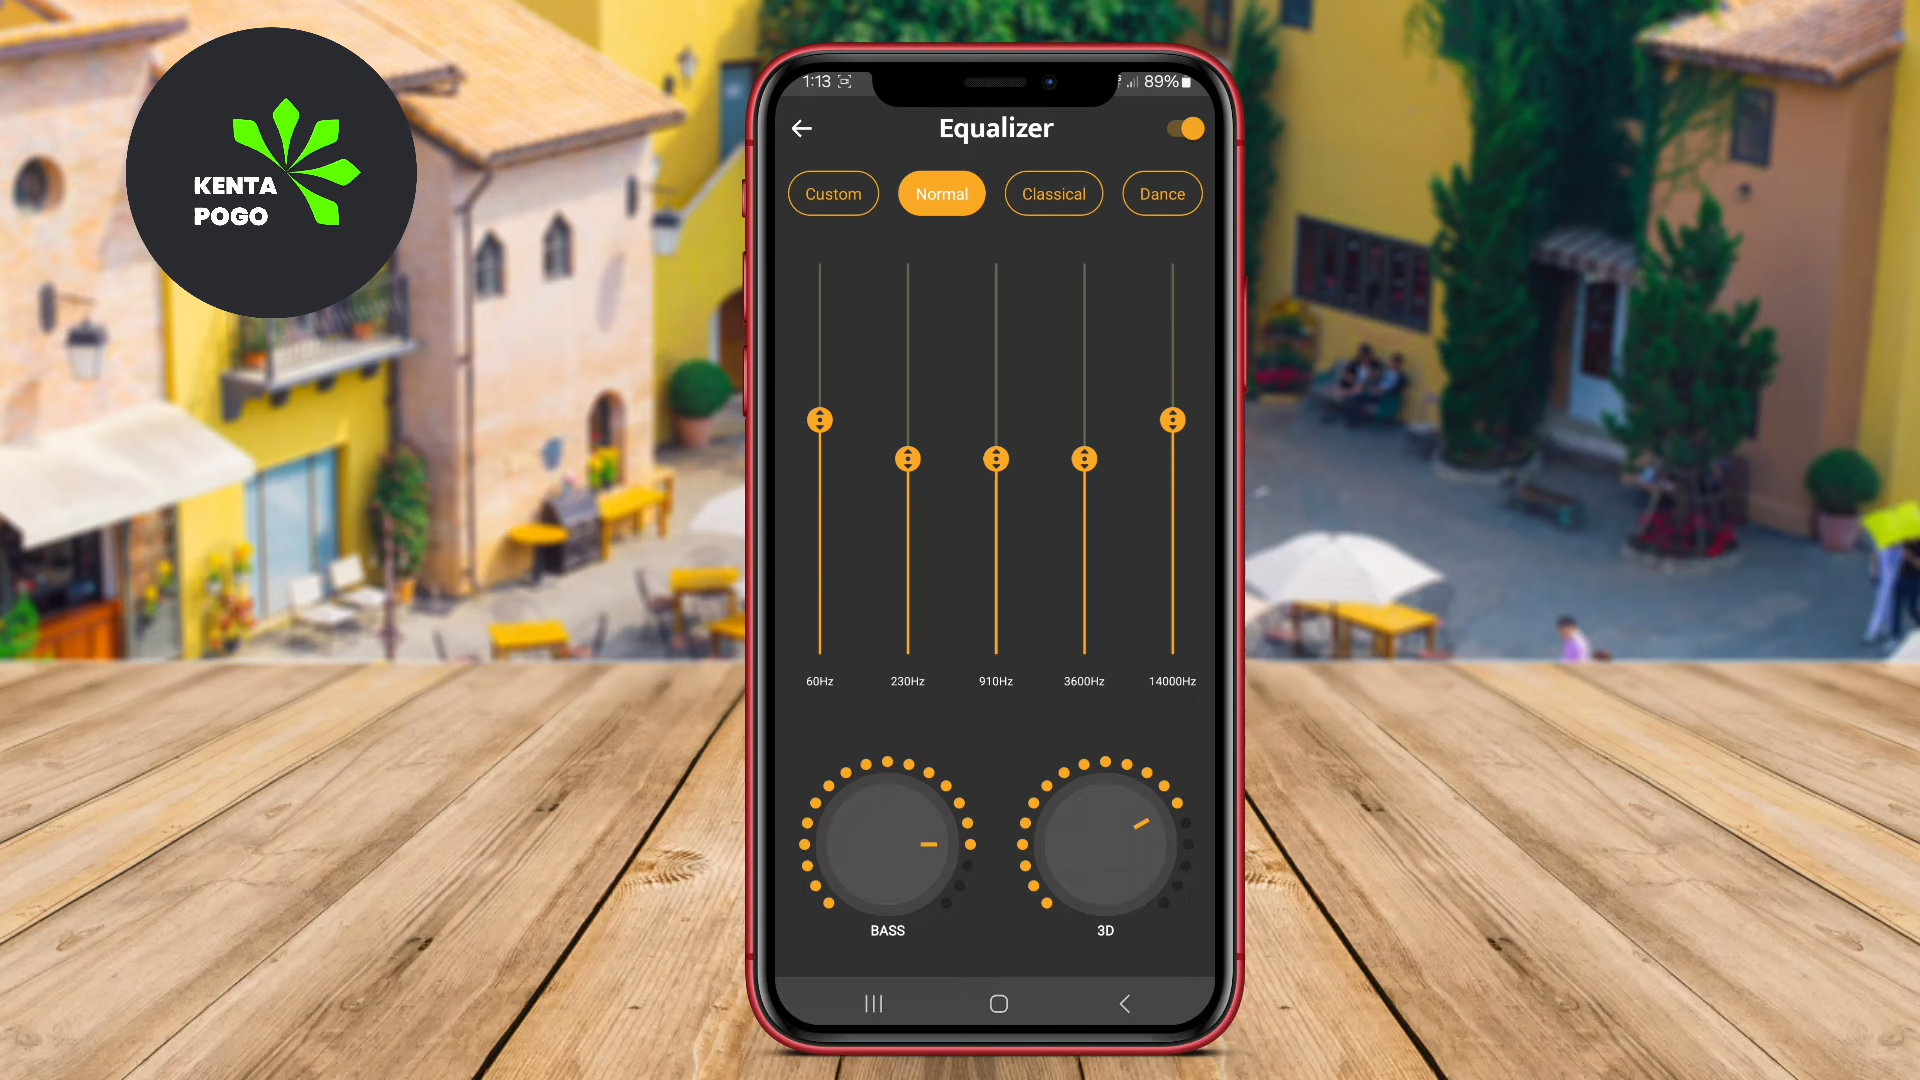 KENTA
POGO
1:13 89%
Equalizer
Custom Normal Classical Dance
60Hz 230Hz 910Hz 3600Hz 14000Hz
BASS 3D